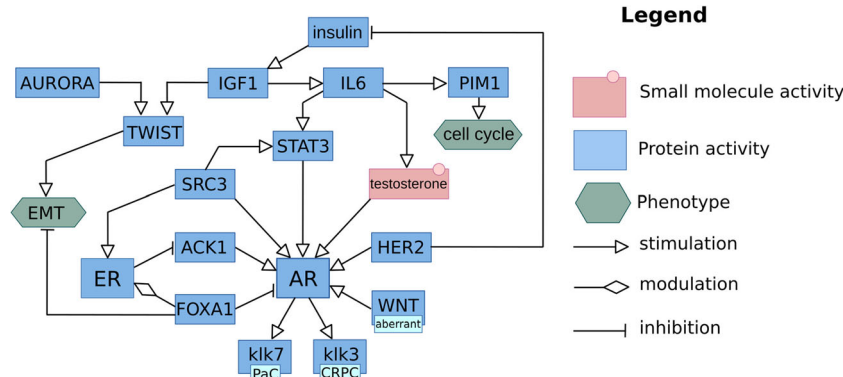 Legend
insulin
AURORA
IGF1
IL6
PIM1
Small molecule activity
TWIST
STAT3
cell cycle
Protein activity
SRC3
testosterone
EMT
Phenotype
ACK1
HER2
stimulation
ER
AR
FOXA1
WNT
aberrant
modulation
inhibition
klk7
PaC
klk3
CRPC